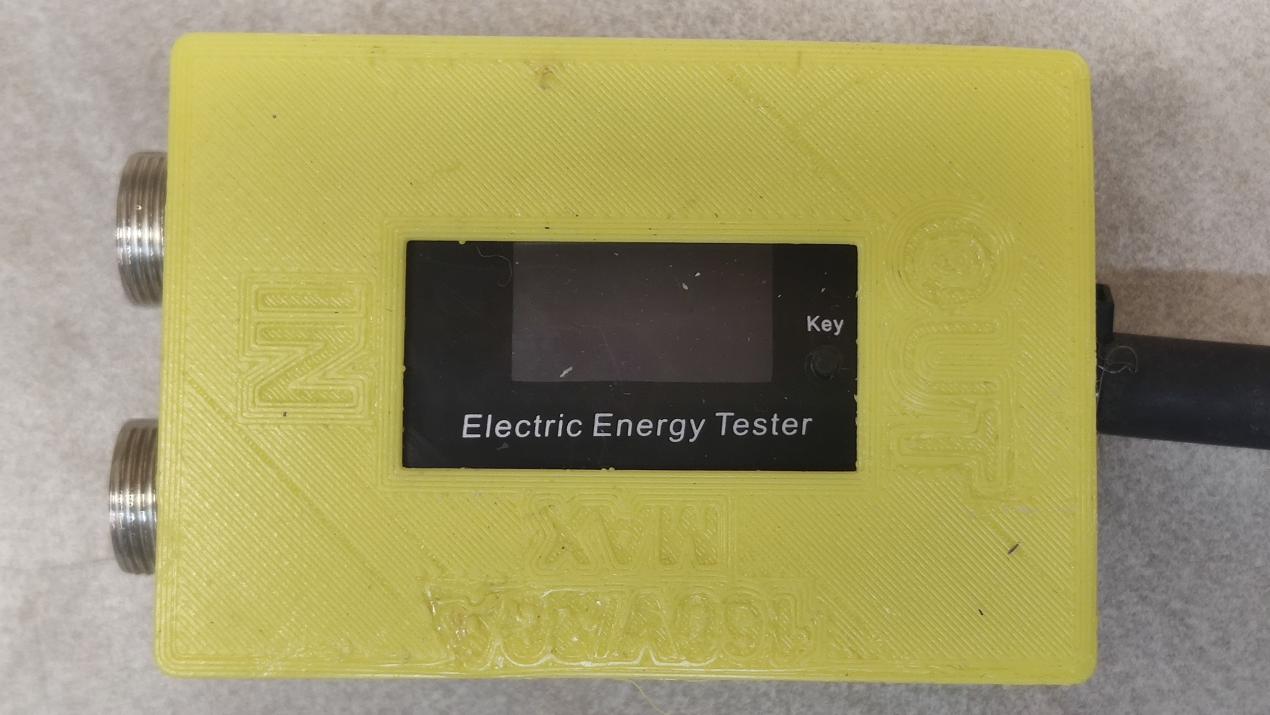 IN
OUT
Key
Electric Energy Tester
MAX